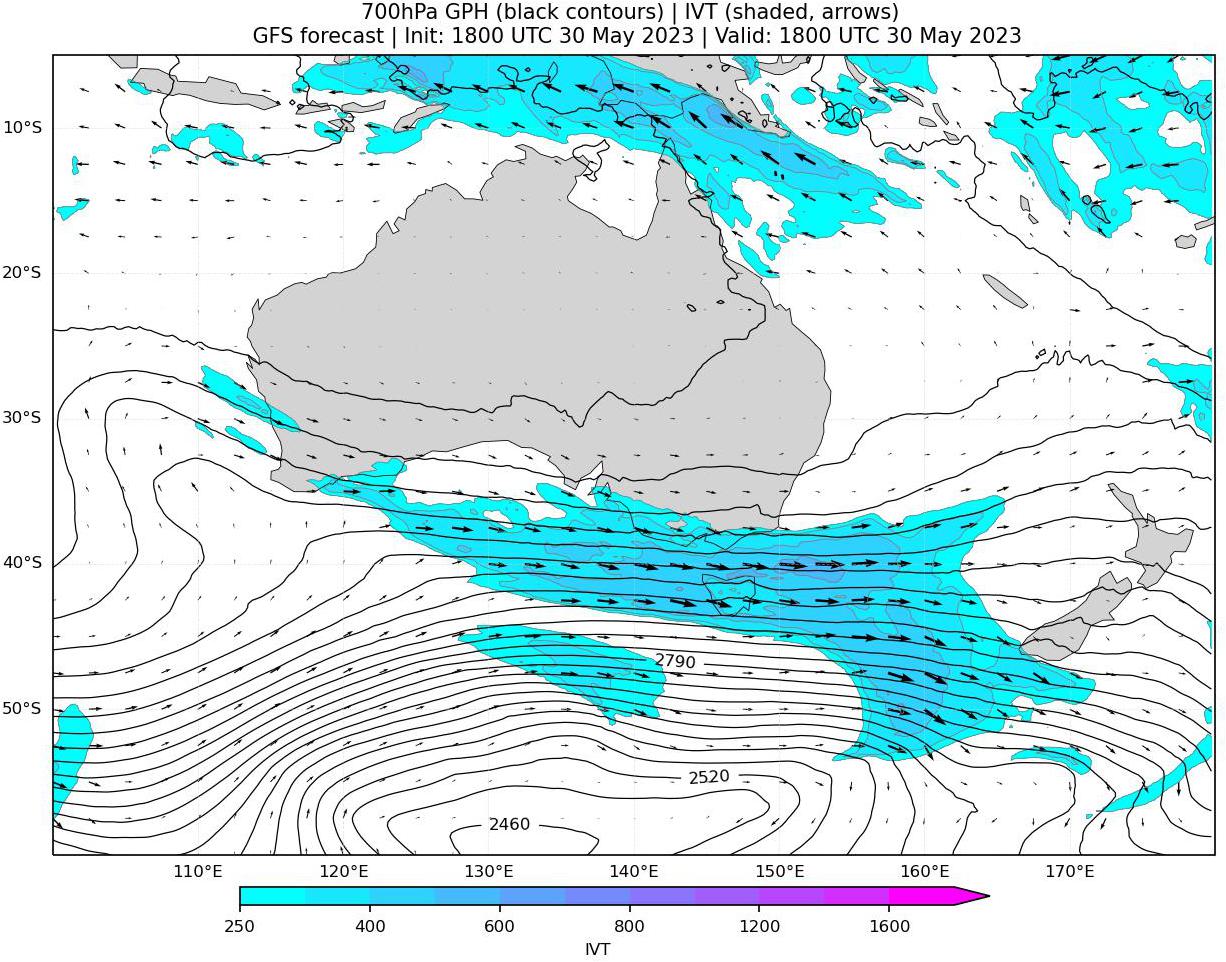 700hPa GPH (black contours) | IVT (shaded, arrows)
GFS forecast | Init: 1800 UTC 30 May 2023 | Valid: 1800 UTC 30 May 2023
10°S
20°S
30°S
40°S
2790
50°S
2520
2460
110°E 120°E 130°E 140°E 150°E 160°E 170°E
250 400 600 800 1200 1600
IVT